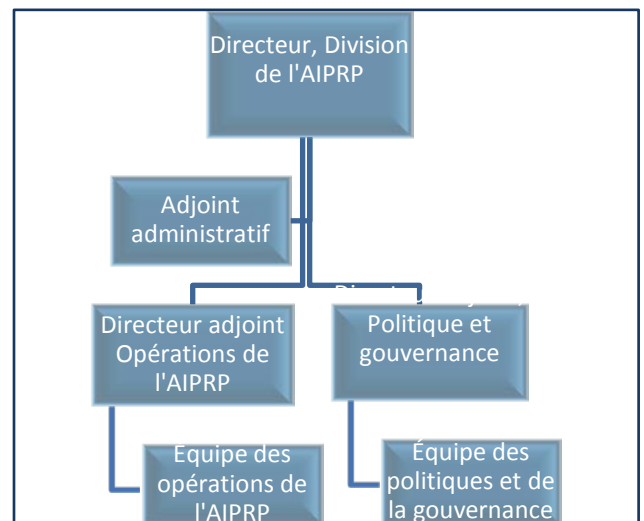 Directeur, Division
de l'AIPRP
Adjoint
administratif
Directeur adjoint
Opérations de
l'AIPRP
Politique et
gouvernance
Équipe des
opérations de
l'AIPRP
Équipe des
politiques et de
la gouvernance